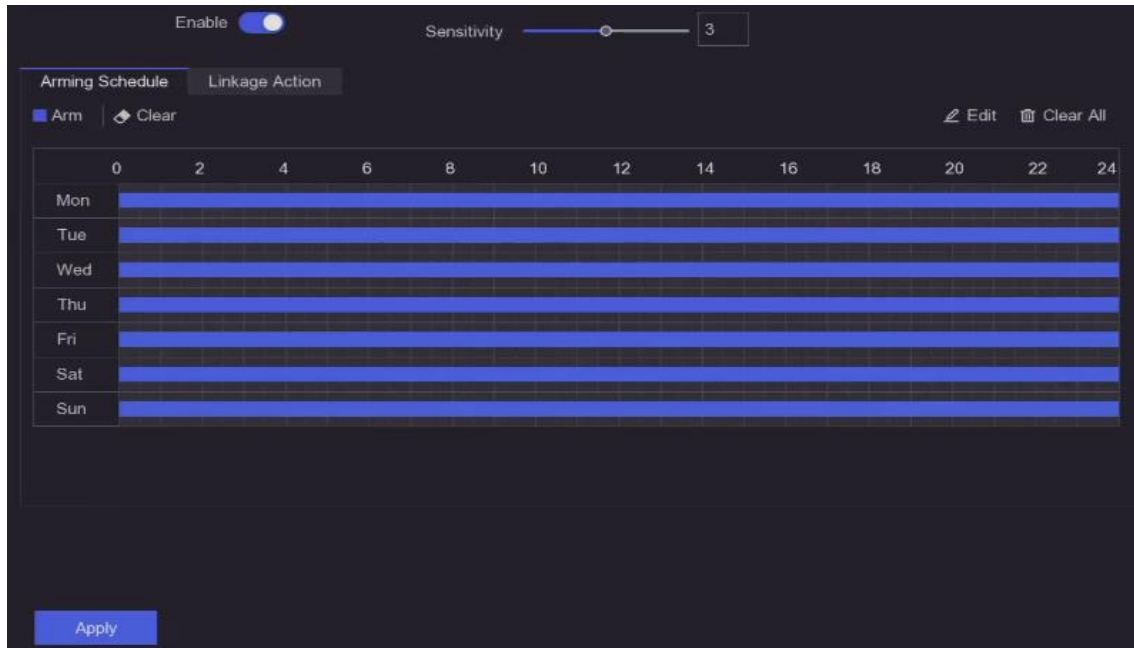 Enable Sensitivity 3
Arming Schedule Linkage Action
Arm Clear Edit Clear All
0 2 4 6 8 10 12 14 16 18 20 22 24
Mon
Tue
Wed
Thu
Fri
Sat
Sun
Apply